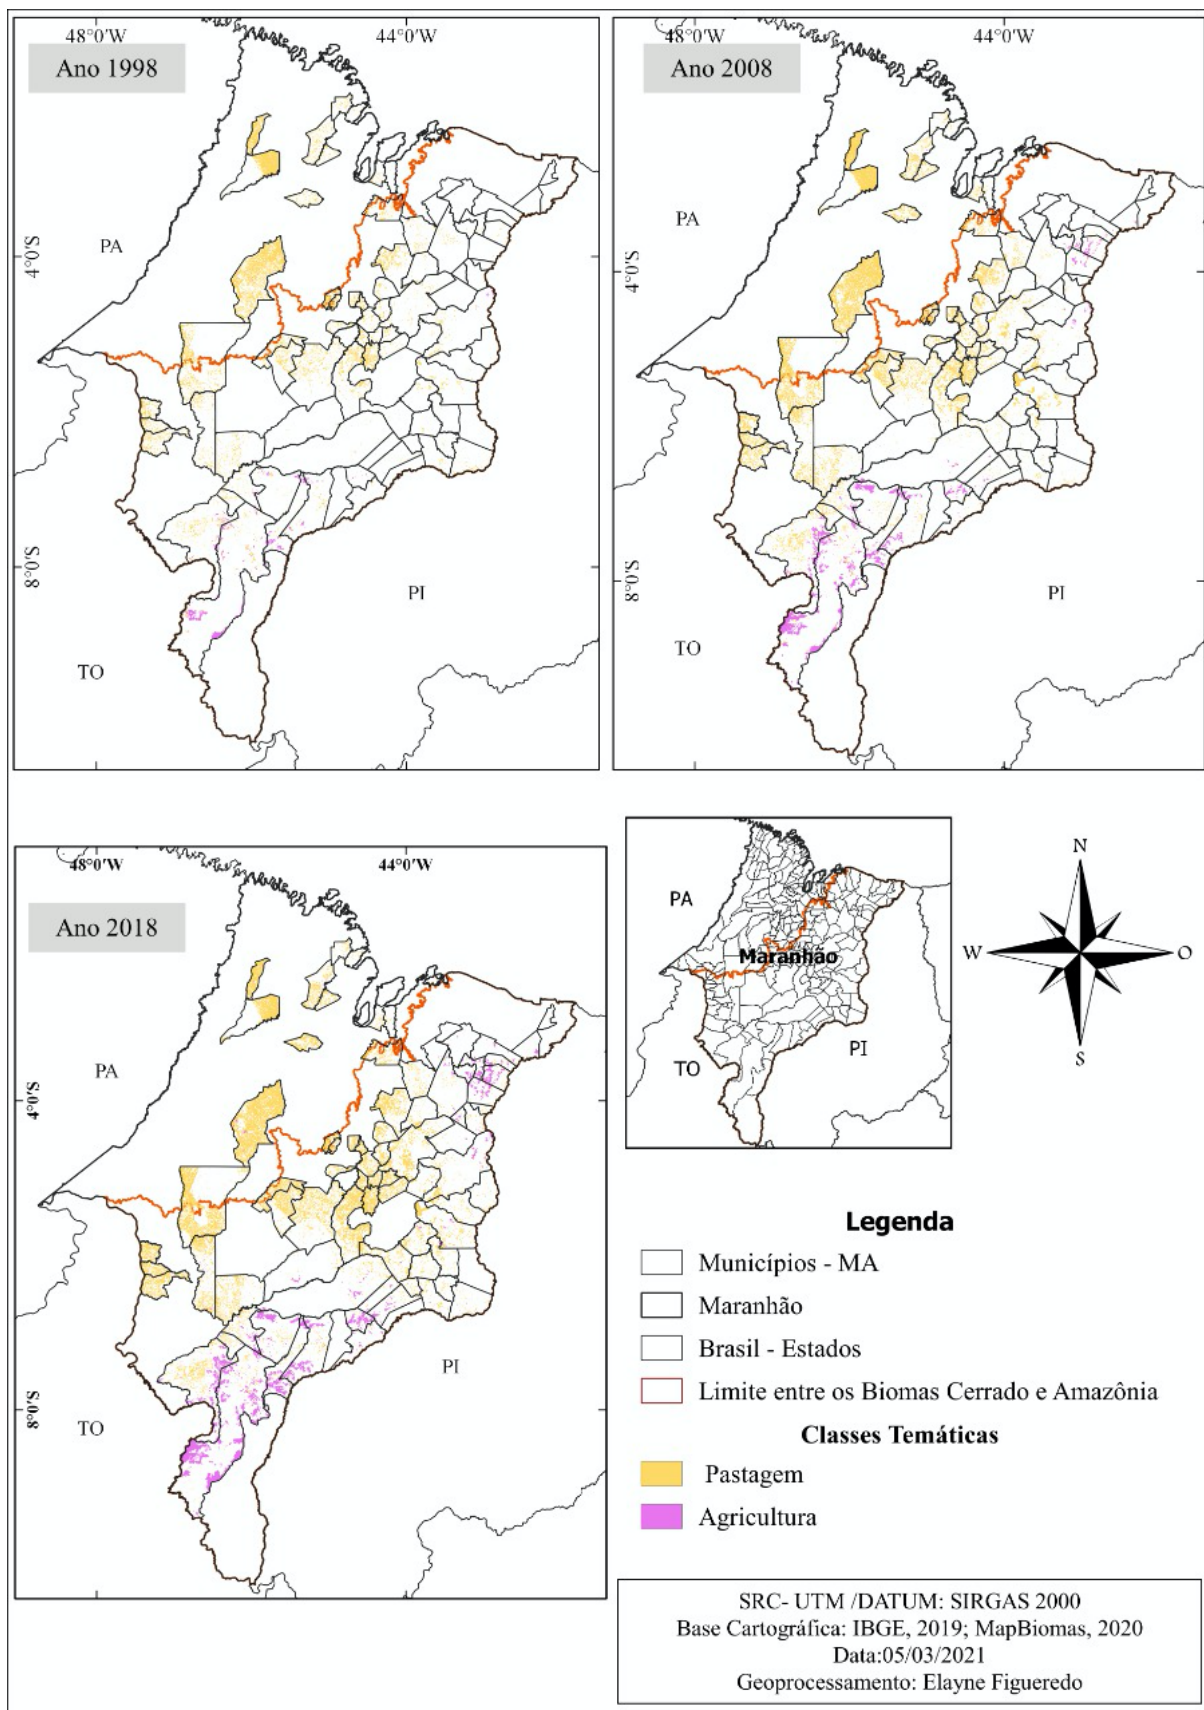 48°0'W
44°0'W
Ano 1998
PA
4°0'S
8°0'S
PI
TO
48°0'W
44°0'W
Ano 2008
PA
4°0'S
8°0'S
PI
TO
48°0'W
44°0'W
Ano 2018
PA
4°0'S
8°0'S
PI
TO
PA
Maranhão
TO
PI
N
W
O
S
Legenda
Municípios - MA
Maranhão
Brasil - Estados
Limite entre os Biomas Cerrado e Amazônia
Classes Temáticas
Pastagem
Agricultura
SRC- UTM /DATUM: SIRGAS 2000
Base Cartográfica: IBGE, 2019; MapBiomas, 2020
Data:05/03/2021
Geoprocessamento: Elayne Figueredo